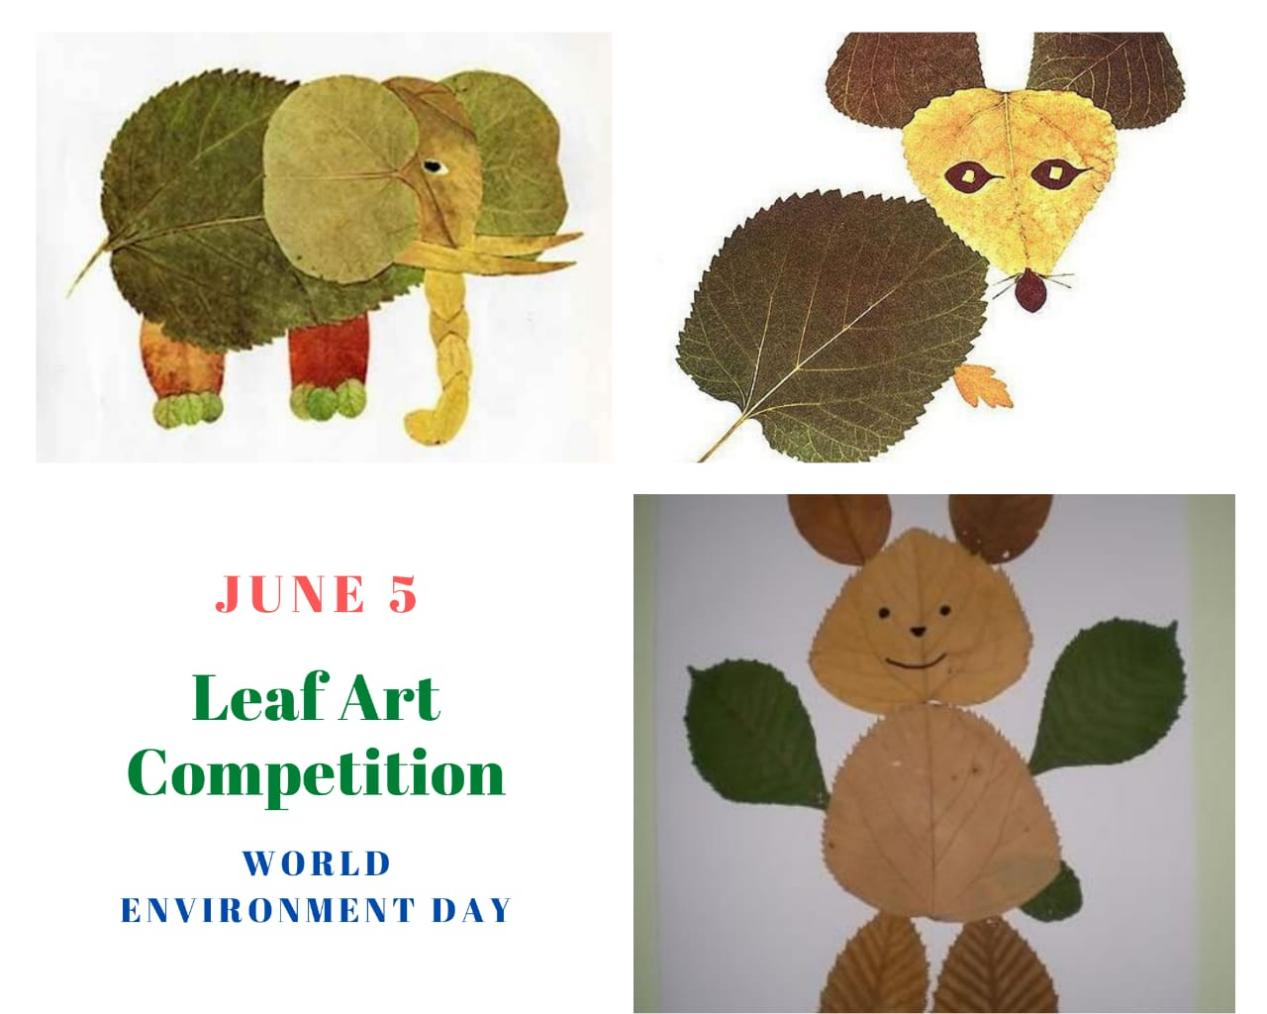 JUNE 5
Leaf Art
Competition
WORLD
ENVIRONMENT DAY